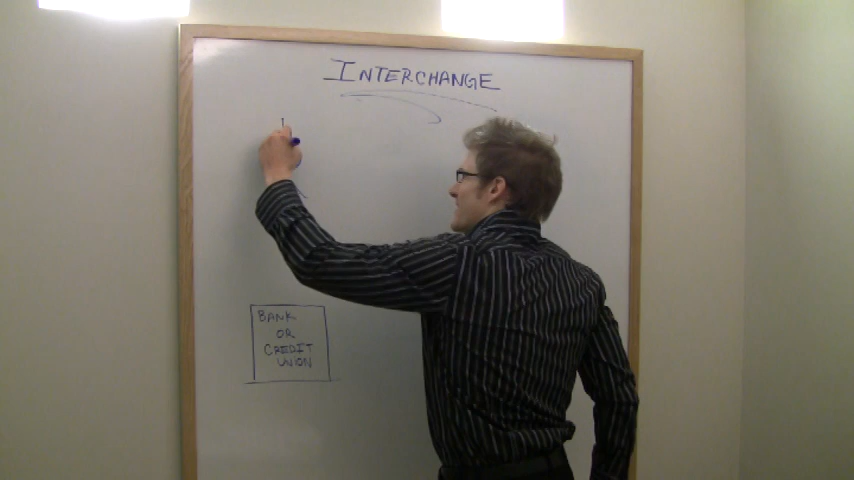 INTERCHANGE
BANK
OR
CREDIT
UNION